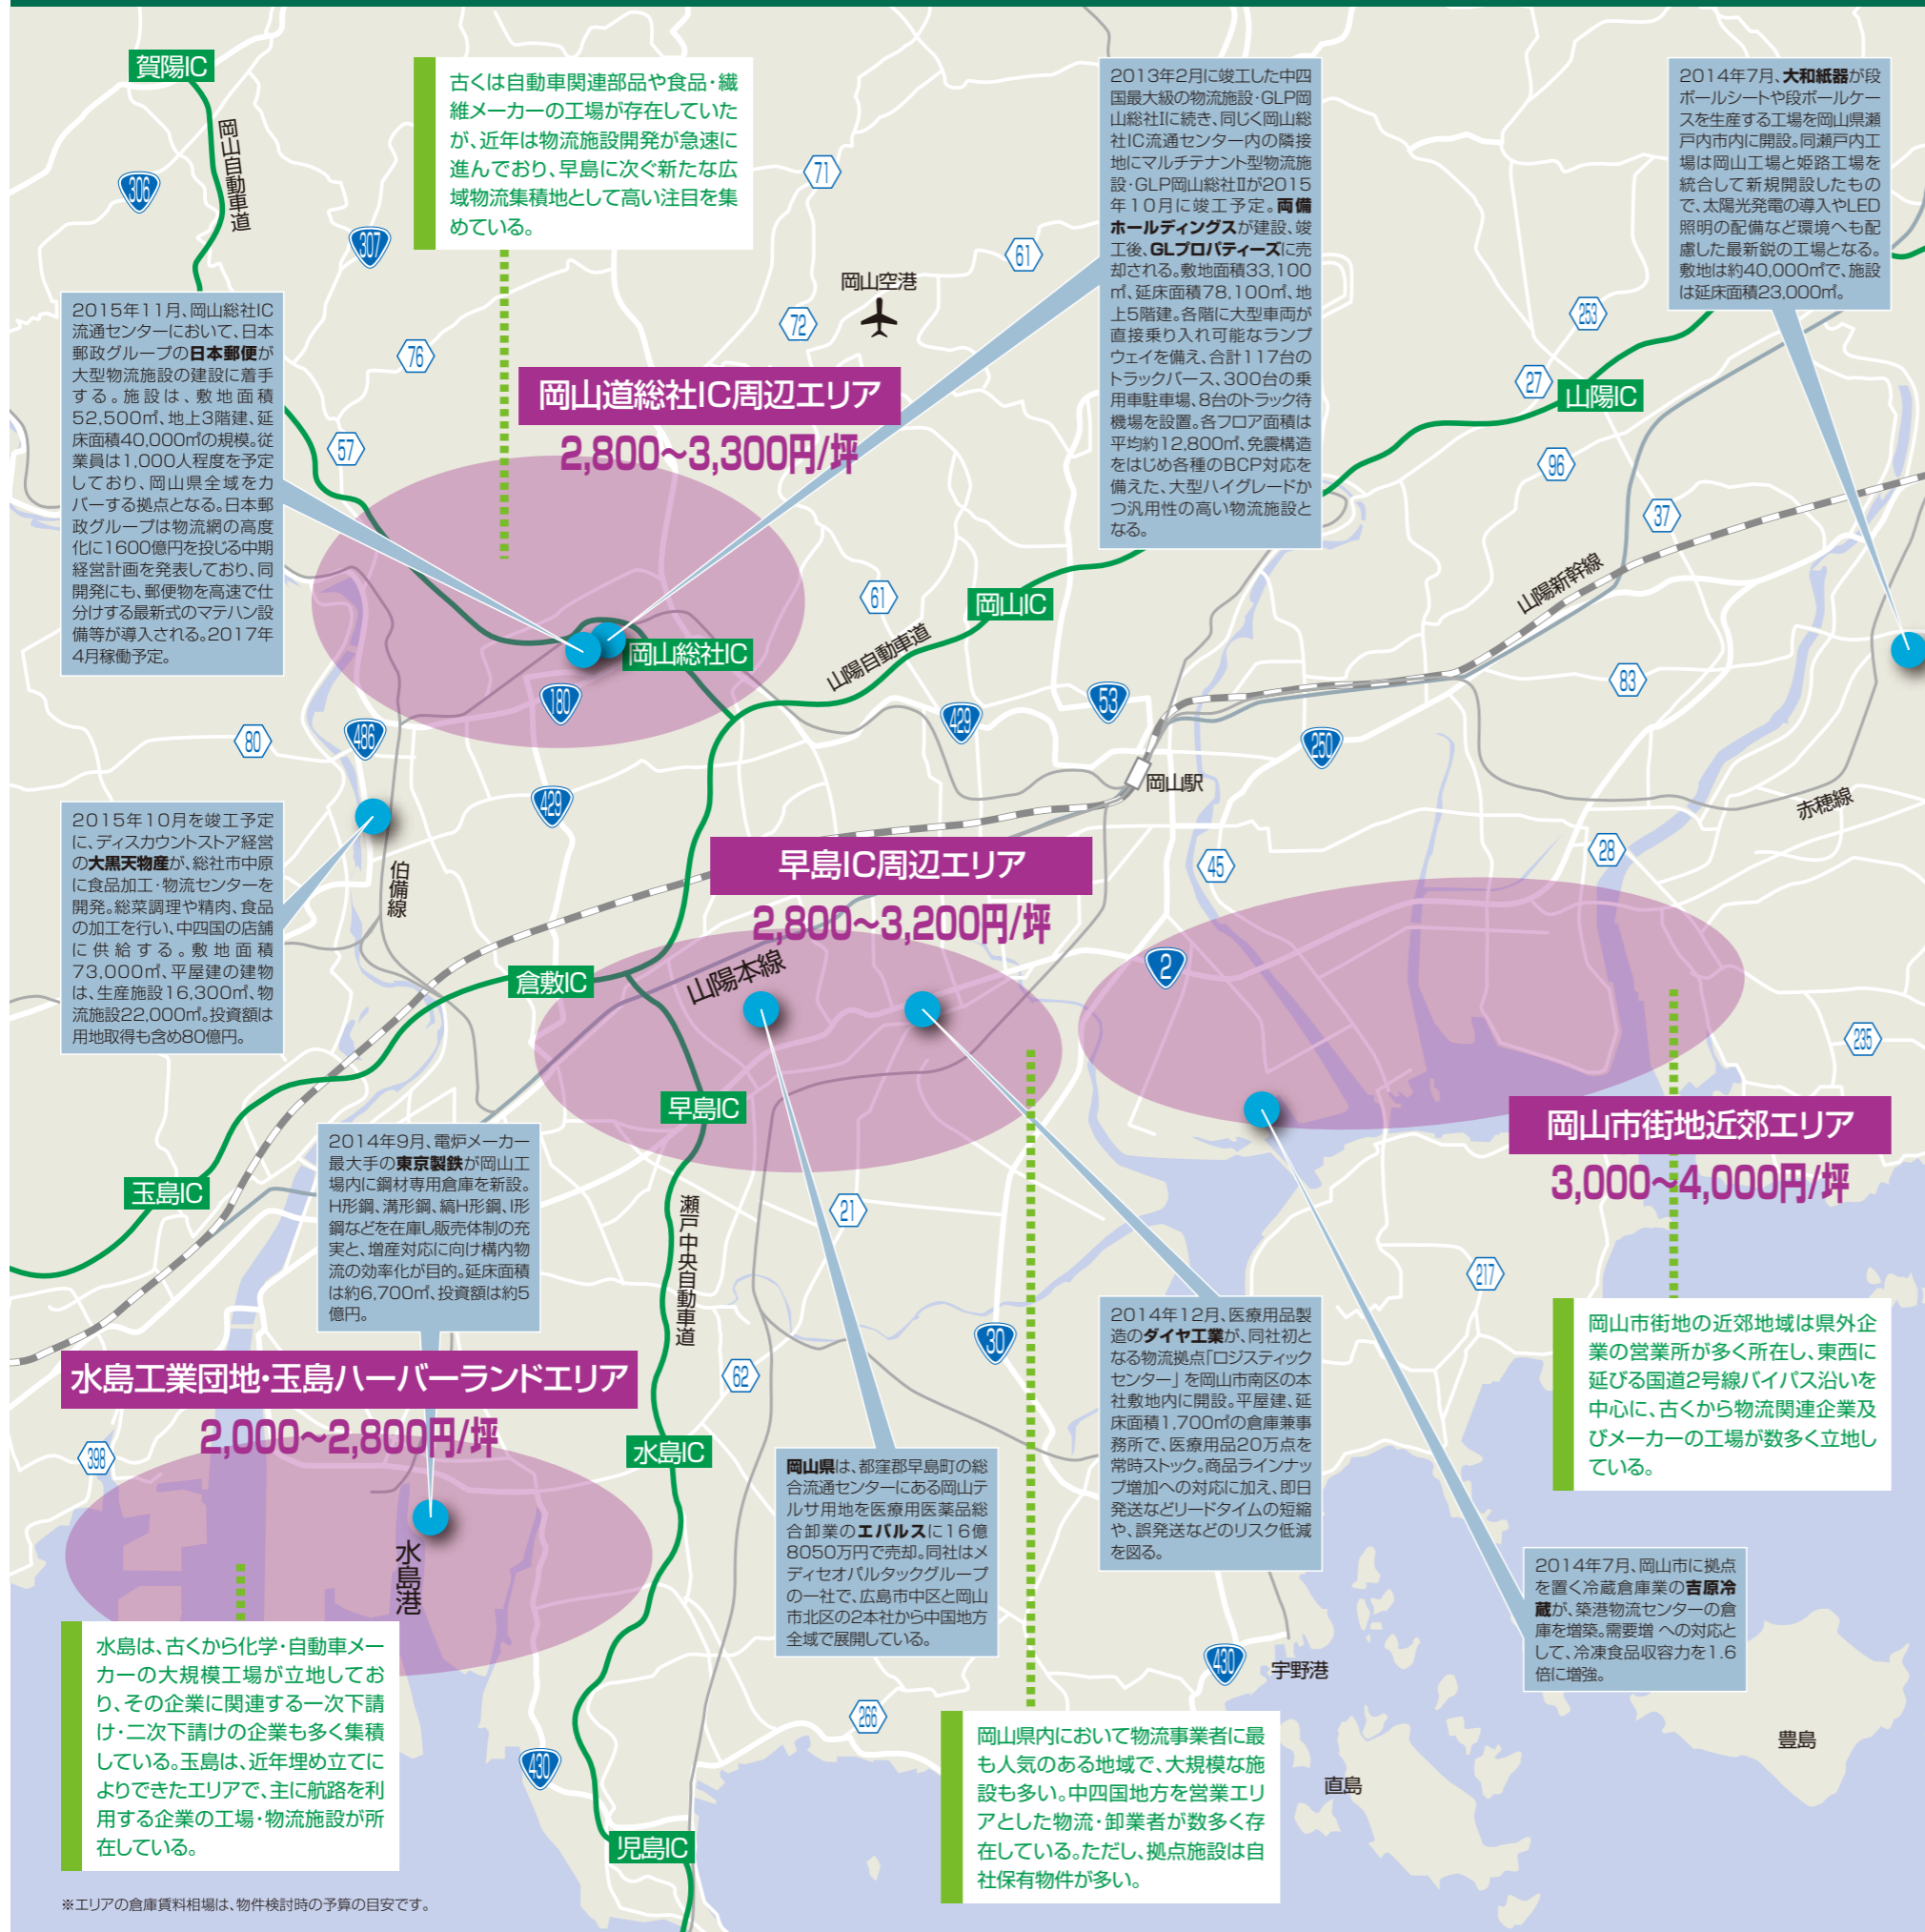 賀陽IC
岡山自動車道
306
307
古くは自動車関連部品や食品・繊
維メーカーの工場が存在していた
が、近年は物流施設開発が急速に
進んでおり、早島に次ぐ新たな広
域物流集積地として高い注目を集
めている。
71
61
72
76
57
岡山空港
2013年2月に竣工した中四
国最大級の物流施設・GLP岡
山総社Iに続き、同じく岡山総
社IC流通センター内の隣接
地にマルチテナント型物流施
設・GLP岡山総社Ⅱが2015
年10月に竣工予定。両備
ホールディングスが建設、竣
工後、GLプロパティーズに売
却される。敷地面積33,100
㎡、延床面積78,100㎡、地
上5階建。各階に大型車両が
直接乗り入れ可能なランプ
ウェイを備え、合計117台の
トラックバース、300台の乗
用車駐車場、8台のトラック待
機場を設置。各フロア面積は
平均約12,800㎡、免震構造
をはじめ各種のBCP対応を
備えた、大型ハイグレードか
つ汎用性の高い物流施設と
なる。
2014年7月、大和紙器が段
ボールシートや段ボールケー
スを生産する工場を岡山県瀬
戸内市内に開設。同瀬戸内工
場は岡山工場と姫路工場を
統合して新規開設したもの
で、太陽光発電の導入やLED
照明の配備など環境へも配
慮した最新鋭の工場となる。
敷地は約40,000㎡で、施設
は延床面積23,000㎡。
253
27
山陽IC
96
37
2015年11月、岡山総社IC
流通センターにおいて、日本
郵政グループの日本郵便が
大型物流施設の建設に着手
する。施設は、敷地面積
52,500㎡、地上3階建、延
床面積40,000㎡の規模。従
業員は1,000人程度を予定
しており、岡山県全域をカ
バーする拠点となる。日本郵
政グループは物流網の高度
化に1600億円を投じる中期
経営計画を発表しており、同
開発にも、郵便物を高速で仕
分けする最新式のマテハン設
備等が導入される。2017年
4月稼働予定。
岡山道総社IC周辺エリア
2,800〜3,300円/坪
61
岡山IC
山陽新幹線
岡山総社IC
山陽自動車道
180
53
83
429
250
80
486
429
岡山駅
赤穂線
2015年10月を竣工予定
に、ディスカウントストア経営
の大黒天物産が、総社市中原
に食品加工・物流センターを
開発。総菜調理や精肉、食品
の加工を行い、中四国の店舗
に供給する。敷地面積
73,000㎡、平屋建の建物
は、生産施設16,300㎡、物
流施設22,000㎡。投資額は
用地取得も含め80億円。
伯備線
早島IC周辺エリア
2,800〜3,200円/坪
45
28
2
235
倉敷IC
山陽本線
早島IC
岡山市街地近郊エリア
3,000〜4,000円/坪
2014年9月、電炉メーカー
最大手の東京製鉄が岡山工
場内に鋼材専用倉庫を新設。
H形鋼、溝形鋼、縞H形鋼、I形
鋼などを在庫し販売体制の充
実と、増産対応に向け構内物
流の効率化が目的。延床面積
は約6,700㎡、投資額は約5
億円。
玉島IC
瀬戸中央自動車道
21
217
30
62
水島工業団地・玉島ハーバーランドエリア
2,000〜2,800円/坪
398
水島IC
2014年12月、医療用品製
造のダイヤ工業が、同社初と
なる物流拠点「ロジスティック
センター」を岡山市南区の本
社敷地内に開設。平屋建、延
床面積1,700㎡の倉庫兼事
務所で、医療用品20万点を
常時ストック。商品ラインナッ
プ増加への対応に加え、即日
発送などリードタイムの短縮
や、誤発送などのリスク低減
を図る。
岡山市街地の近郊地域は県外企
業の営業所が多く所在し、東西に
延びる国道2号線バイパス沿いを
中心に、古くから物流関連企業及
びメーカーの工場が数多く立地し
ている。
岡山県は、都窪郡早島町の総
合流通センターにある岡山テ
ルサ用地を医療用医薬品総
合卸業のエバルスに16億
8050万円で売却。同社はメ
ディセオパルタックグループ
の一社で、広島市中区と岡山
市北区の2本社から中国地方
全域で展開している。
2014年7月、岡山市に拠点
を置く冷蔵倉庫業の吉原冷
蔵が、築港物流センターの倉
庫を増築。需要増 への対応と
して、冷凍食品収容力を1.6
倍に増強。
水島港
水島は、古くから化学・自動車メー
カーの大規模工場が立地してお
り、その企業に関連する一次下請
け・二次下請けの企業も多く集積
している。玉島は、近年埋め立てに
よりできたエリアで、主に航路を利
用する企業の工場・物流施設が所
在している。
430
宇野港
266
430
岡山県内において物流事業者に最
も人気のある地域で、大規模な施
設も多い。中四国地方を営業エリ
アとした物流・卸業者が数多く存
在している。ただし、拠点施設は自
社保有物件が多い。
豊島
直島
児島IC
※エリアの倉庫賃料相場は、物件検討時の予算の目安です。